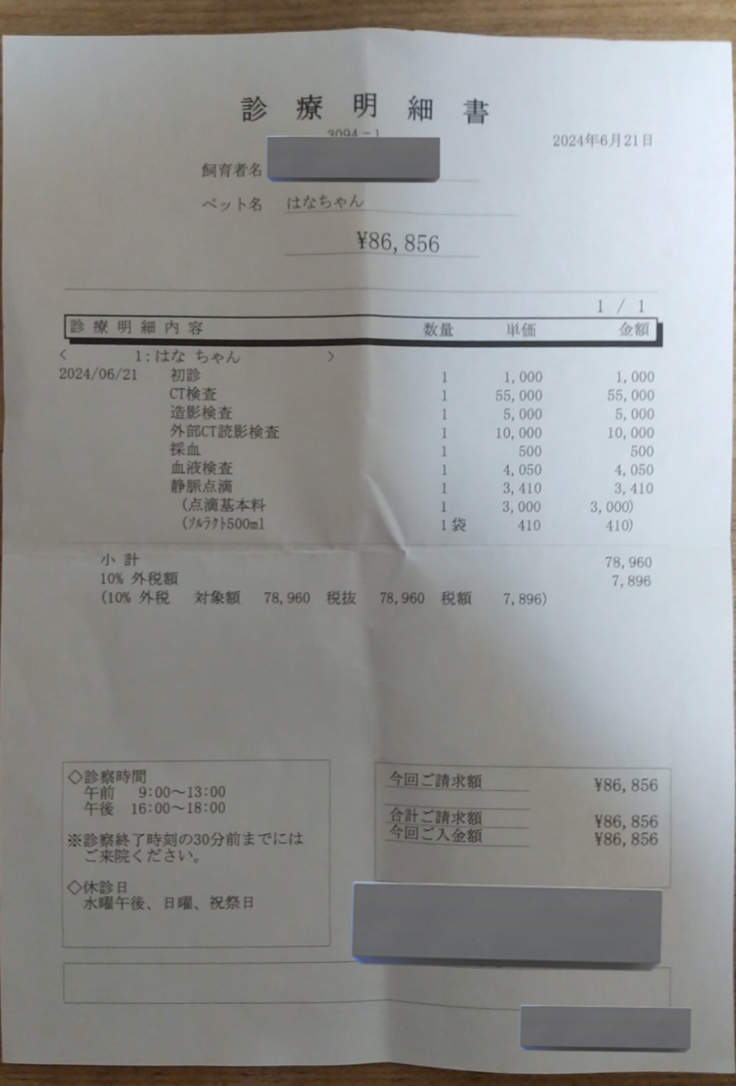 診療明細書
3094-1
2024年6月21日
飼育者名
ペット名 はなちゃん
¥86,856
1 / 1
診療明細内容 数量 単価 金額
< 1:はな ちゃん >
2024/06/21 初診 1 1,000 1,000
CT検査 1 55,000 55,000
造影検査 1 5,000 5,000
外部CT読影検査 1 10,000 10,000
採血 1 500 500
血液検査 1 4,050 4,050
静脈点滴 1 3,410 3,410
(点滴基本料 1 3,000 3,000)
(ソルラクト500ml 1袋 410 410)
小計 78,960
10% 外税額 7,896
(10% 外税 対象額 78,960 税抜 78,960 税額 7,896)
◇診察時間
午前 9:00〜13:00
午後 16:00〜18:00
※診察終了時刻の30分前までには
ご来院ください。
◇休診日
水曜午後、日曜、祝祭日
今回ご請求額 ¥86,856
合計ご請求額 ¥86,856
今回ご入金額 ¥86,856